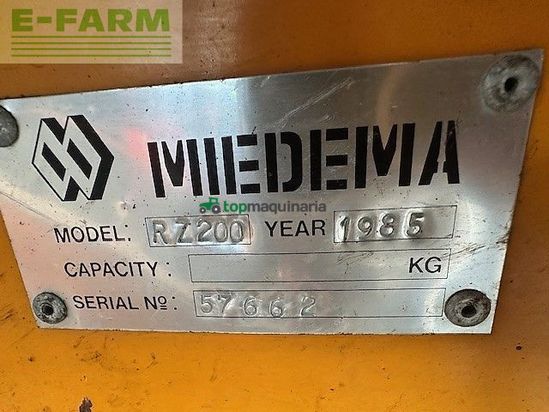 E-FARM
MIEDEMA
topmaquinaria
MODEL. RZ200 YEAR 1985
CAPACITY: KG
SERIAL Nº: 57662